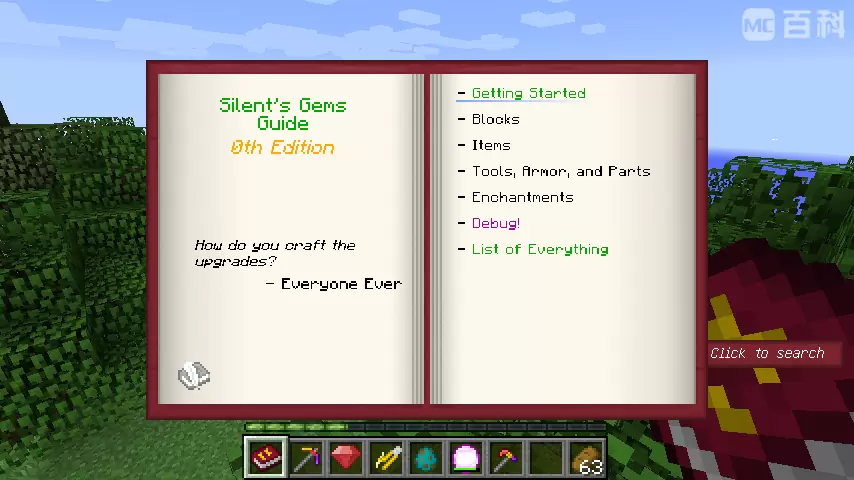 MC百科
Silent's Gems
Guide
0th Edition
How do you craft the
upgrades?
- Everyone Ever
- Getting Started
- Blocks
- Items
- Tools, Armor, and Parts
- Enchantments
- Debug!
- List of Everything
Click to search
63